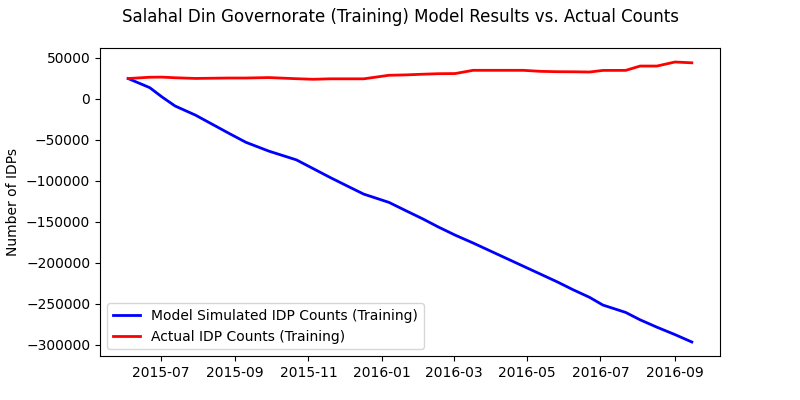 Salahal Din Governorate (Training) Model Results vs. Actual Counts
Number of IDPs
50000
0
−50000
−100000
−150000
−200000
−250000
−300000
Model Simulated IDP Counts (Training)
Actual IDP Counts (Training)
2015-07 2015-09 2015-11 2016-01 2016-03 2016-05 2016-07 2016-09